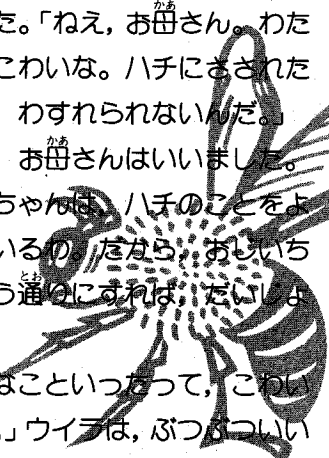 た。「ねえ，お母さん。わた
こわいな。ハチにさされた
わすれられないんだ。」
お母さんはいいました。
ちゃんは，ハチのことをよ
いるわ。だから，おじいち
う通りにすれば，だいじょ
なこといったって，こわい
。」ウイラは，ぶつぶついい